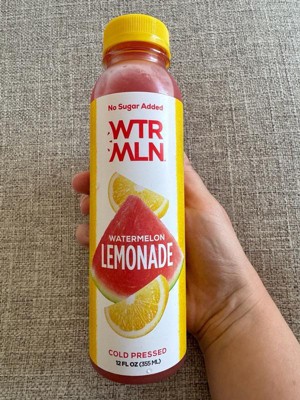 No Sugar Added
WTR
MLN
WATERMELON
LEMONADE
COLD PRESSED
12 FL OZ (355 ML)